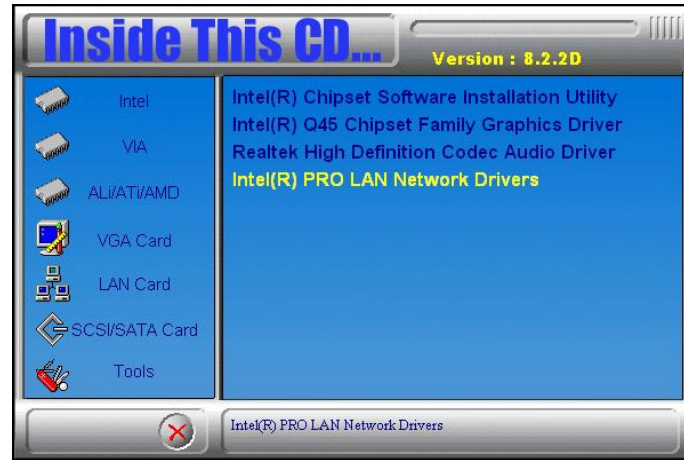 Inside This CD...
Version : 8.2.2D
Intel
VIA
ALi/ATi/AMD
VGA Card
LAN Card
SCSI/SATA Card
Tools
Intel(R) Chipset Software Installation Utility
Intel(R) Q45 Chipset Family Graphics Driver
Realtek High Definition Codec Audio Driver
Intel(R) PRO LAN Network Drivers
Intel(R) PRO LAN Network Drivers